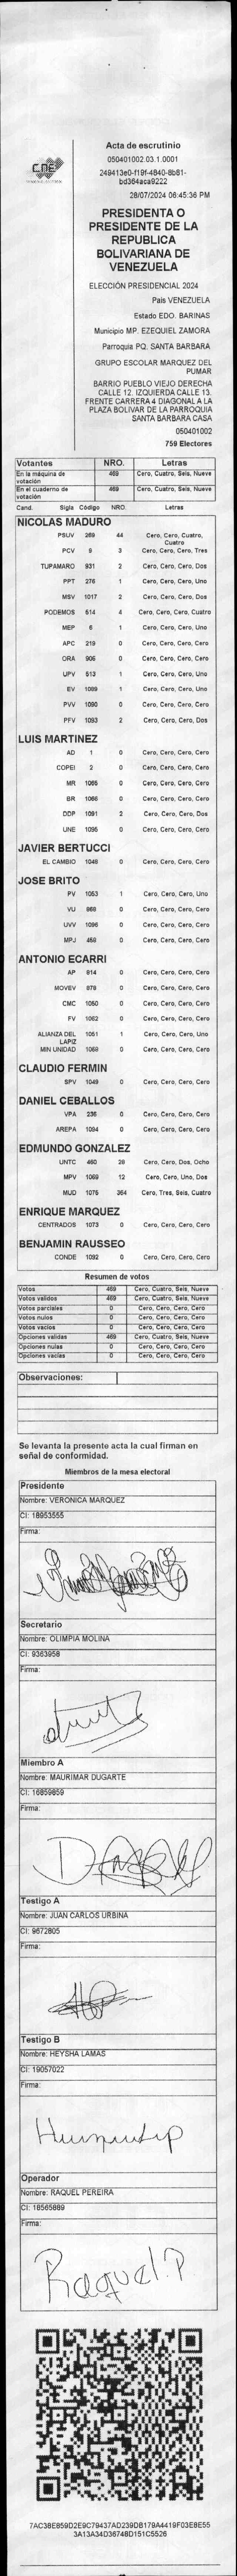 CNE
Acta de escrutinio
050401002.03.1.0001
249413e0-f19f-4840-8b81-
bd364aca9222
28/07/2024 06:45:36 PM
PRESIDENTA O
PRESIDENTE DE LA
REPUBLICA
BOLIVARIANA DE
VENEZUELA
ELECCIÓN PRESIDENCIAL 2024
País VENEZUELA
Estado EDO. BARINAS
Municipio MP. EZEQUIEL ZAMORA
Parroquia PQ. SANTA BARBARA
GRUPO ESCOLAR MARQUEZ DEL
PUMAR
BARRIO PUEBLO VIEJO DERECHA
CALLE 12. IZQUIERDA CALLE 13.
FRENTE CARRERA 4 DIAGONAL A LA
PLAZA BOLIVAR DE LA PARROQUIA
SANTA BARBARA CASA
050401002
759 Electores
Votantes NRO. Letras
En la máquina de votación 469 Cero, Cuatro, Seis, Nueve
En el cuaderno de votación 469 Cero, Cuatro, Seis, Nueve
Cand. Sigla Código NRO. Letras
NICOLAS MADURO
PSUV 269 44 Cero, Cero, Cuatro, Cuatro
PCV 9 3 Cero, Cero, Cero, Tres
TUPAMARO 931 2 Cero, Cero, Cero, Dos
PPT 276 1 Cero, Cero, Cero, Uno
MSV 1017 2 Cero, Cero, Cero, Dos
PODEMOS 514 4 Cero, Cero, Cero, Cuatro
MEP 6 1 Cero, Cero, Cero, Uno
APC 219 0 Cero, Cero, Cero, Cero
ORA 906 0 Cero, Cero, Cero, Cero
UPV 513 1 Cero, Cero, Cero, Uno
EV 1089 1 Cero, Cero, Cero, Uno
PVV 1090 0 Cero, Cero, Cero, Cero
PFV 1093 2 Cero, Cero, Cero, Dos
LUIS MARTINEZ
AD 1 0 Cero, Cero, Cero, Cero
COPEI 2 0 Cero, Cero, Cero, Cero
MR 1065 0 Cero, Cero, Cero, Cero
BR 1066 0 Cero, Cero, Cero, Cero
DDP 1091 2 Cero, Cero, Cero, Dos
UNE 1095 0 Cero, Cero, Cero, Cero
JAVIER BERTUCCI
EL CAMBIO 1048 0 Cero, Cero, Cero, Cero
JOSE BRITO
PV 1053 1 Cero, Cero, Cero, Uno
VU 868 0 Cero, Cero, Cero, Cero
UVV 1096 0 Cero, Cero, Cero, Cero
MPJ 459 0 Cero, Cero, Cero, Cero
ANTONIO ECARRI
AP 914 0 Cero, Cero, Cero, Cero
MOVEV 979 0 Cero, Cero, Cero, Cero
CMC 1050 0 Cero, Cero, Cero, Cero
FV 1062 0 Cero, Cero, Cero, Cero
ALIANZA DEL LAPIZ 1051 1 Cero, Cero, Cero, Uno
MIN UNIDAD 1069 0 Cero, Cero, Cero, Cero
CLAUDIO FERMIN
SPV 1049 0 Cero, Cero, Cero, Cero
DANIEL CEBALLOS
VPA 236 0 Cero, Cero, Cero, Cero
AREPA 1094 0 Cero, Cero, Cero, Cero
EDMUNDO GONZALEZ
UNTC 460 28 Cero, Cero, Dos, Ocho
MPV 1068 12 Cero, Cero, Uno, Dos
MUD 1075 364 Cero, Tres, Seis, Cuatro
ENRIQUE MARQUEZ
CENTRADOS 1073 0 Cero, Cero, Cero, Cero
BENJAMIN RAUSSEO
CONDE 1092 0 Cero, Cero, Cero, Cero
Resumen de votos
Votos 469 Cero, Cuatro, Seis, Nueve
Votos validos 469 Cero, Cuatro, Seis, Nueve
Votos parciales 0 Cero, Cero, Cero, Cero
Votos nulos 0 Cero, Cero, Cero, Cero
Votos vacios 0 Cero, Cero, Cero, Cero
Opciones validas 469 Cero, Cuatro, Seis, Nueve
Opciones nulas 0 Cero, Cero, Cero, Cero
Opciones vacías 0 Cero, Cero, Cero, Cero
Observaciones:
Se levanta la presente acta la cual firman en
señal de conformidad.
Miembros de la mesa electoral
Presidente
Nombre: VERONICA MARQUEZ
CI: 18953555
Firma:
Secretario
Nombre: OLIMPIA MOLINA
CI: 9363958
Firma:
Miembro A
Nombre: MAURIMAR DUGARTE
CI: 16859859
Firma:
Testigo A
Nombre: JUAN CARLOS URBINA
CI: 9672805
Firma:
Testigo B
Nombre: HEYSHA LAMAS
CI: 19057022
Firma:
Operador
Nombre: RAQUEL PEREIRA
CI: 18565889
Firma:
Raquel.P
7AC3BE859D2E9C79437AD239DB179A4419F03E8E55
3A13A34D36748D151C5526